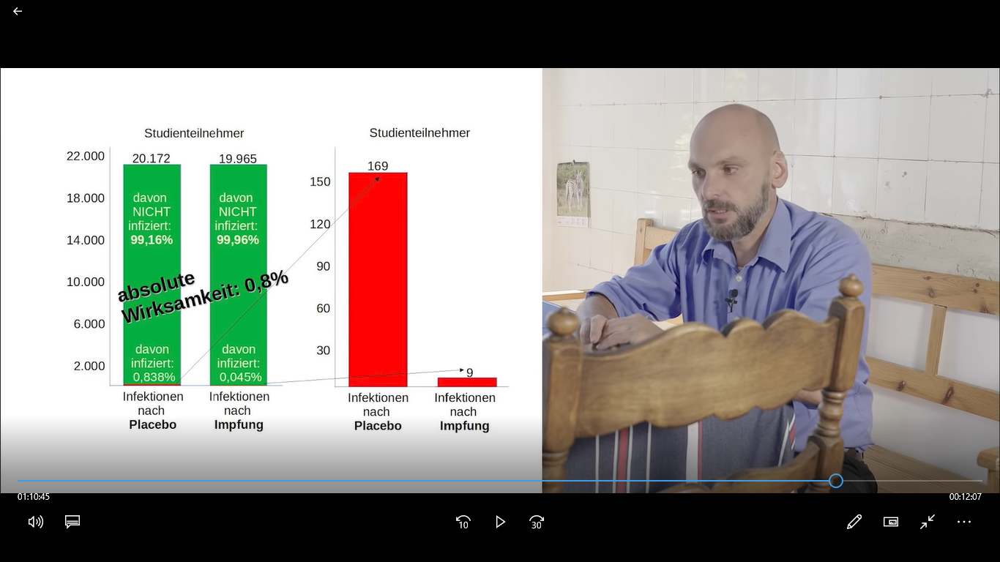 Studienteilnehmer
22.000
18.000
14.000
10.000
6.000
2.000
20.172
19.965
davon
NICHT
infiziert:
99,16%
davon
NICHT
infiziert:
99,96%
absolute
Wirksamkeit: 0,8%
davon
infiziert:
0,838%
davon
infiziert:
0,045%
Infektionen
nach
Placebo
Infektionen
nach
Impfung
Studienteilnehmer
150
120
90
60
30
169
9
Infektionen
nach
Placebo
Infektionen
nach
Impfung
01:10:45
00:12:07
10
30